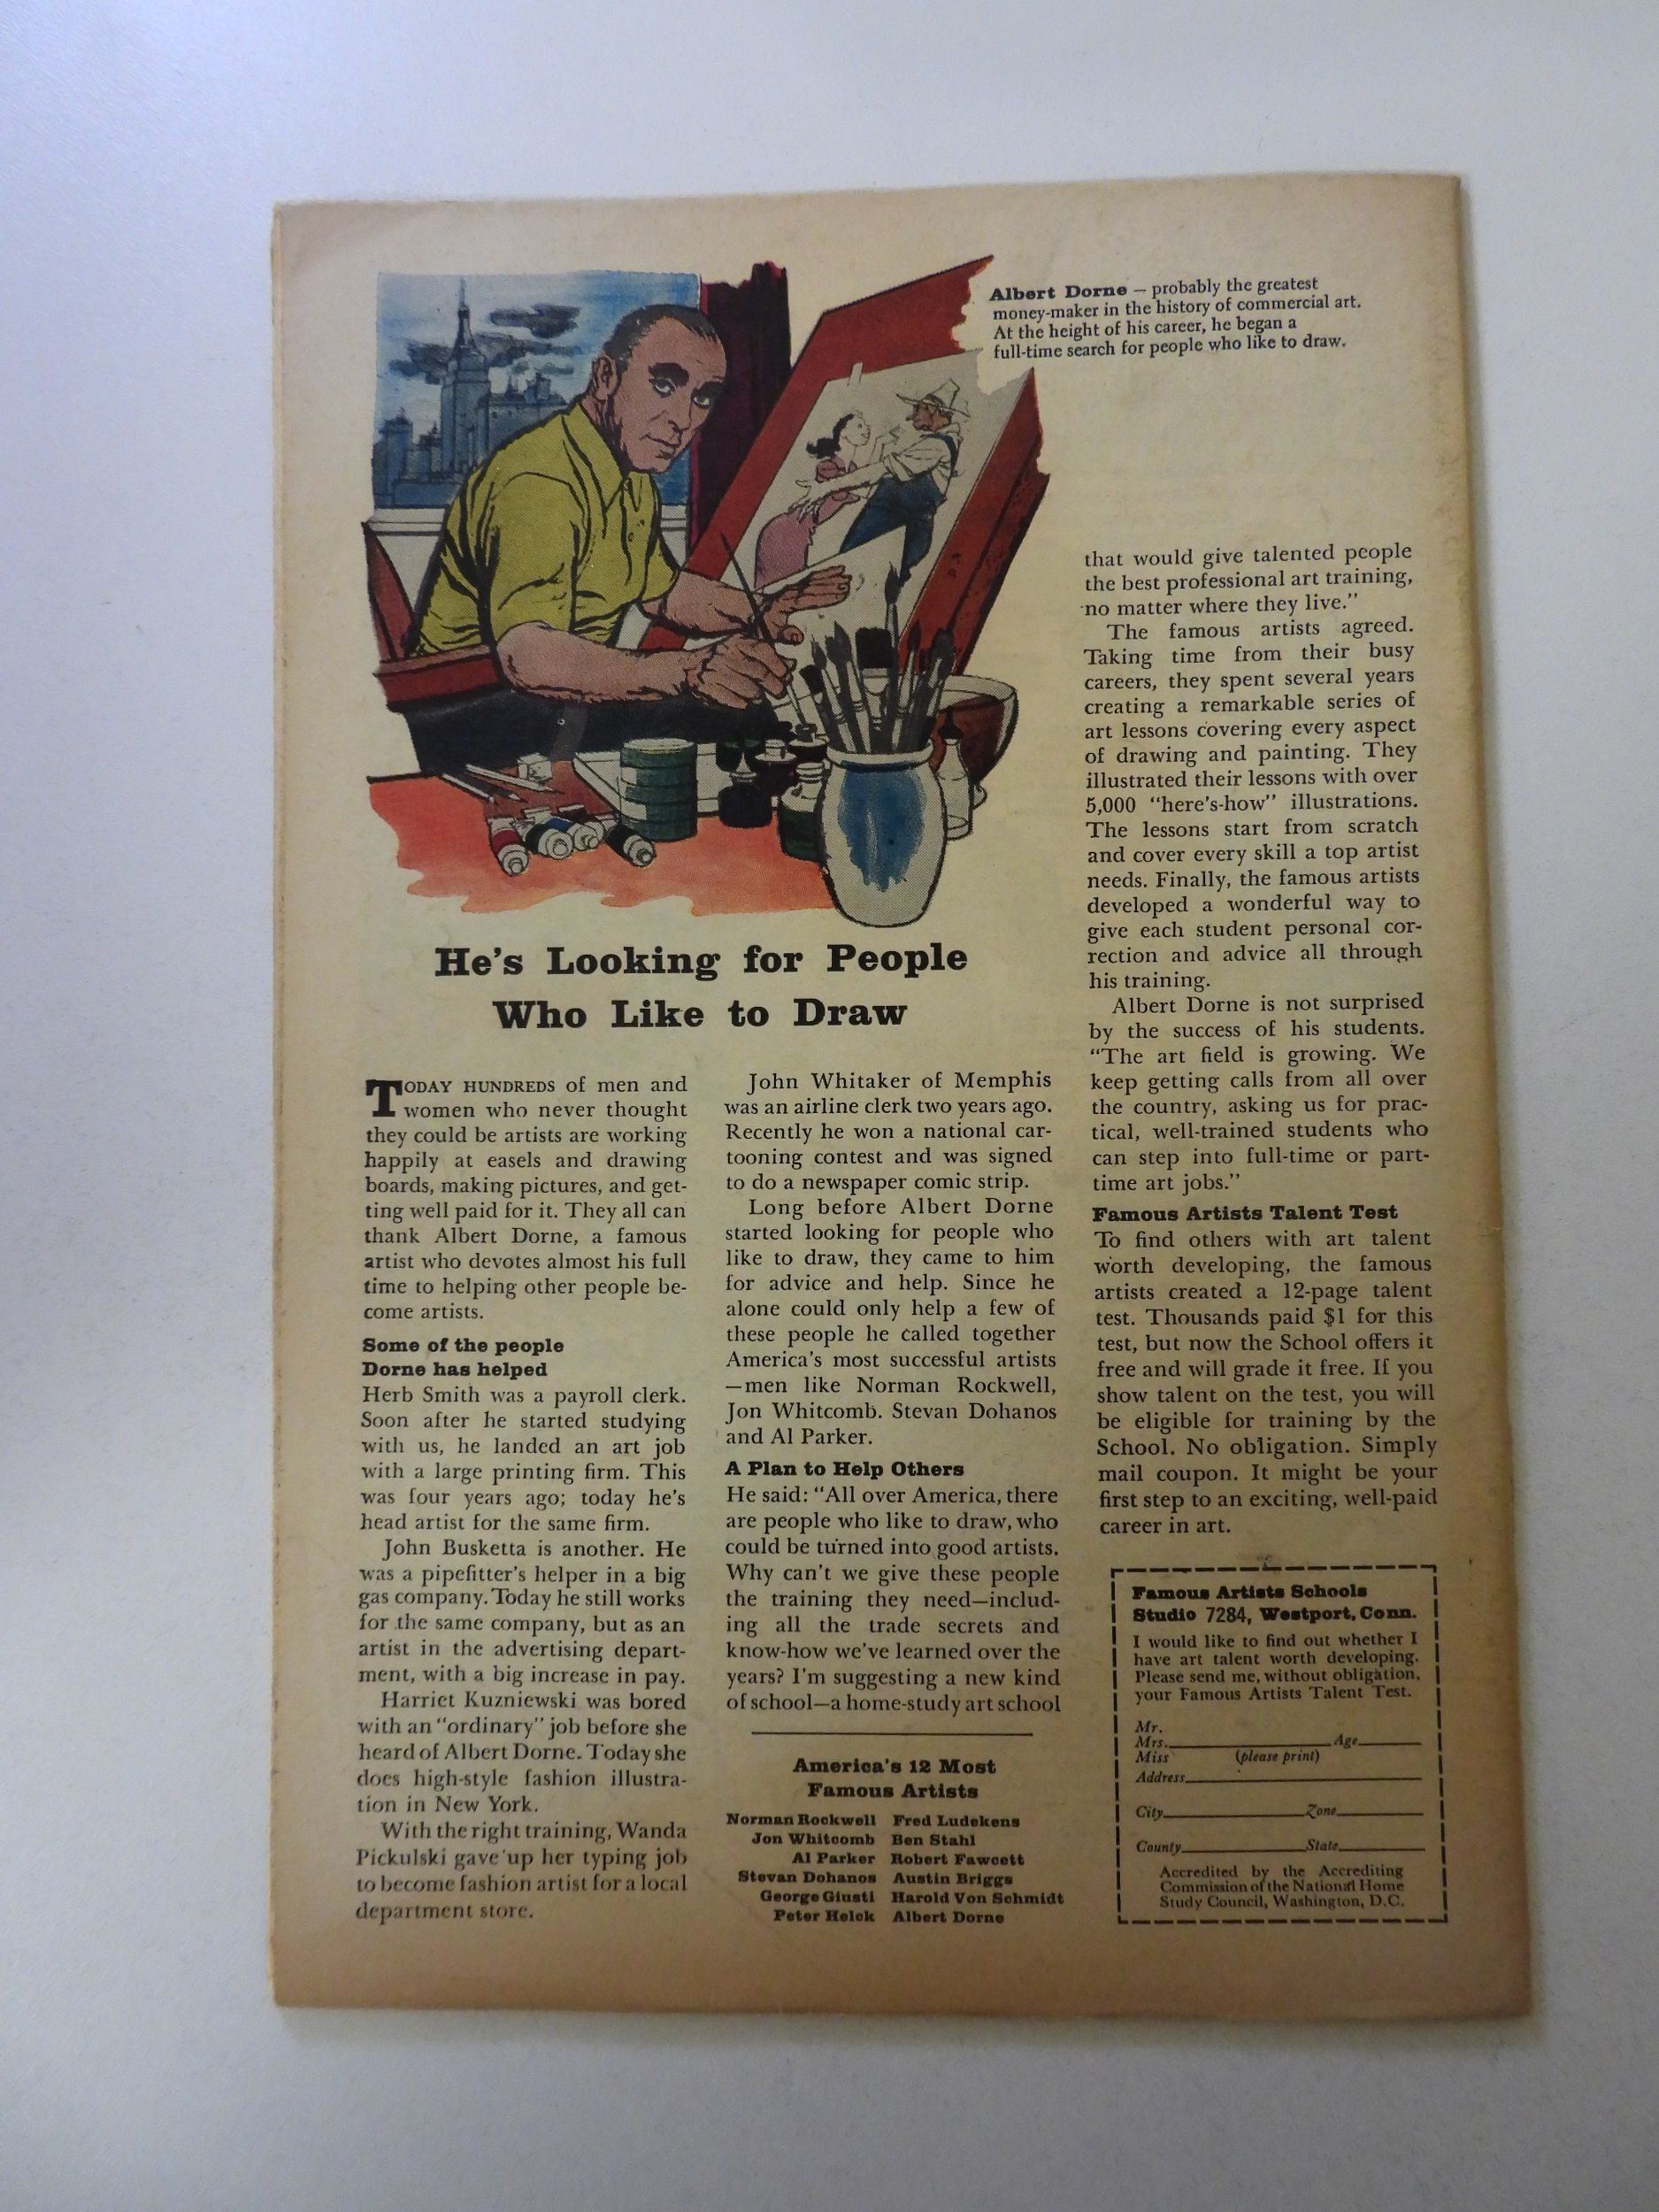 Albert Dorne — probably the greatest
money-maker in the history of commercial art.
At the height of his career, he began a
full-time search for people who like to draw.
He's Looking for People
Who Like to Draw
TODAY HUNDREDS of men and
women who never thought
they could be artists are working
happily at easels and drawing
boards, making pictures, and get-
ting well paid for it. They all can
thank Albert Dorne, a famous
artist who devotes almost his full
time to helping other people be-
come artists.
Some of the people
Dorne has helped
Herb Smith was a payroll clerk.
Soon after he started studying
with us, he landed an art job
with a large printing firm. This
was four years ago; today he's
head artist for the same firm.
John Busketta is another. He
was a pipefitter's helper in a big
gas company. Today he still works
for the same company, but as an
artist in the advertising depart-
ment, with a big increase in pay.
Harriet Kuzniewski was bored
with an "ordinary" job before she
heard of Albert Dorne. Today she
does high-style fashion illustra-
tion in New York.
With the right training, Wanda
Pickulski gave up her typing job
to become fashion artist for a local
department store.
John Whitaker of Memphis
was an airline clerk two years ago.
Recently he won a national car-
tooning contest and was signed
to do a newspaper comic strip.
Long before Albert Dorne
started looking for people who
like to draw, they came to him
for advice and help. Since he
alone could only help a few of
these people he called together
America's most successful artists
—men like Norman Rockwell,
Jon Whitcomb. Stevan Dohanos
and Al Parker.
A Plan to Help Others
He said: "All over America, there
are people who like to draw, who
could be turned into good artists.
Why can't we give these people
the training they need—includ-
ing all the trade secrets and
know-how we've learned over the
years? I'm suggesting a new kind
of school—a home-study art school
America's 12 Most
Famous Artists
Norman Rockwell Fred Ludekens
Jon Whitcomb Ben Stahl
Al Parker Robert Fawcett
Stevan Dohanos Austin Briggs
George Giusti Harold Von Schmidt
Peter Helck Albert Dorne
that would give talented people
the best professional art training,
no matter where they live."
The famous artists agreed.
Taking time from their busy
careers, they spent several years
creating a remarkable series of
art lessons covering every aspect
of drawing and painting. They
illustrated their lessons with over
5,000 "here's-how" illustrations.
The lessons start from scratch
and cover every skill a top artist
needs. Finally, the famous artists
developed a wonderful way to
give each student personal cor-
rection and advice all through
his training.
Albert Dorne is not surprised
by the success of his students.
"The art field is growing. We
keep getting calls from all over
the country, asking us for prac-
tical, well-trained students who
can step into full-time or part-
time art jobs."
Famous Artists Talent Test
To find others with art talent
worth developing, the famous
artists created a 12-page talent
test. Thousands paid $1 for this
test, but now the School offers it
free and will grade it free. If you
show talent on the test, you will
be eligible for training by the
School. No obligation. Simply
mail coupon. It might be your
first step to an exciting, well-paid
career in art.
Famous Artists Schools
Studio 7284, Westport, Conn.
I would like to find out whether I
have art talent worth developing.
Please send me, without obligation,
your Famous Artists Talent Test.
Mr.
Mrs. Age
Miss (please print)
Address
City Zone
County State
Accredited by the Accrediting
Commission of the National Home
Study Council, Washington, D.C.